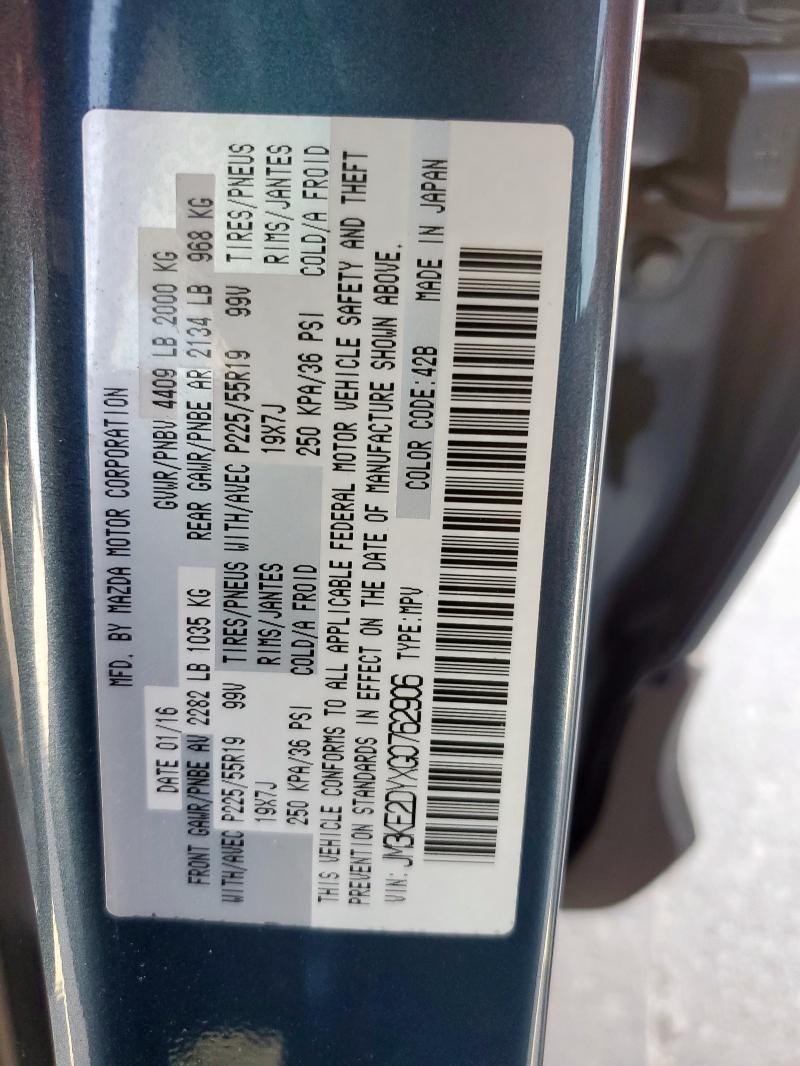 MFD. BY MAZDA MOTOR CORPORATION
DATE 01/16 GVWR/PNBV 4409 LB 2000 KG
FRONT GAWR/PNBE AV 2282 LB 1035 KG REAR GAWR/PNBE AR 2134 LB 968 KG
WITH/AVEC P225/55R19 99V TIRES/PNEUS WITH/AVEC P225/55R19 99V TIRES/PNEUS
19X7J RIMS/JANTES 19X7J RIMS/JANTES
250 KPA/36 PSI COLD/A FROID 250 KPA/36 PSI COLD/A FROID
THIS VEHICLE CONFORMS TO ALL APPLICABLE FEDERAL MOTOR VEHICLE SAFETY AND THEFT
PREVENTION STANDARDS IN EFFECT ON THE DATE OF MANUFACTURE SHOWN ABOVE.
VIN: JM3KE2DYXG0762906 TYPE:MPV COLOR CODE:42B MADE IN JAPAN